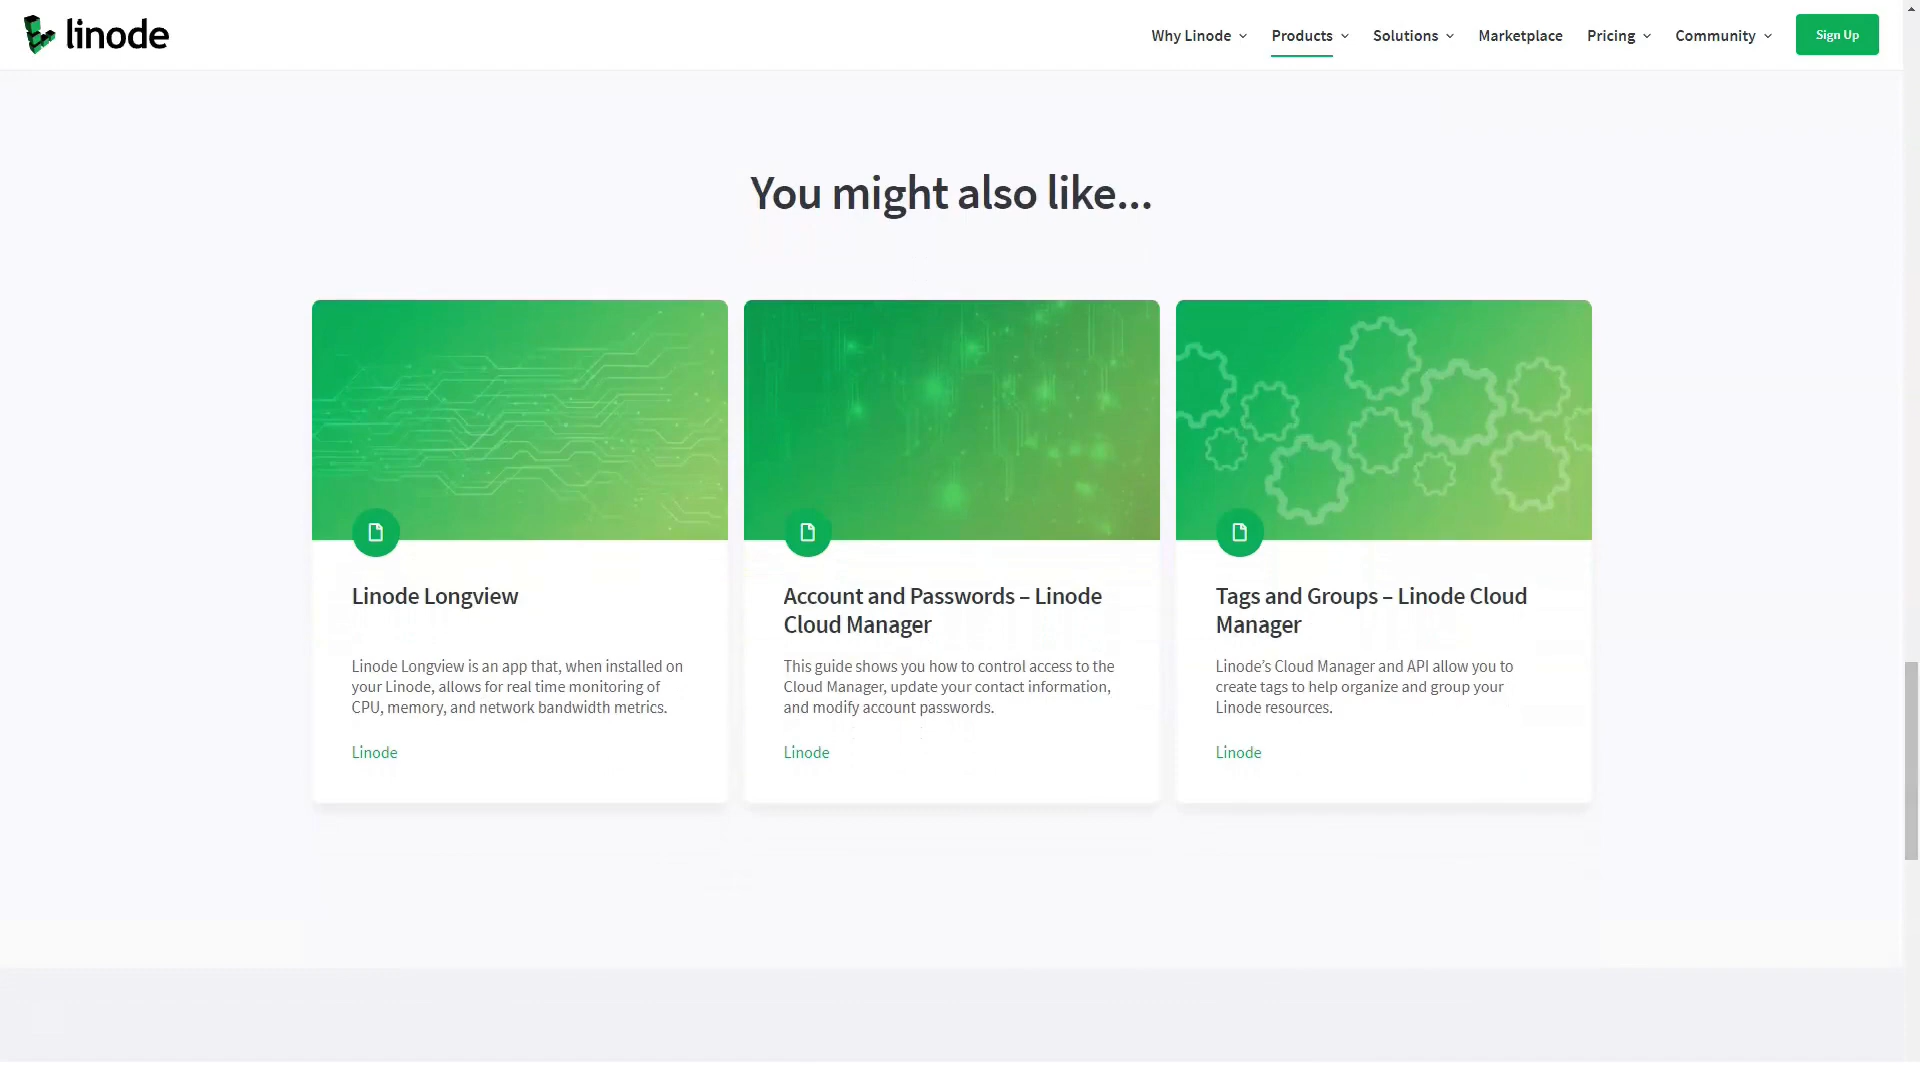 linode
Why Linode
Products
Solutions
Marketplace
Pricing
Community
Sign Up
You might also like...
Linode Longview
Linode Longview is an app that, when installed on
your Linode, allows for real time monitoring of
CPU, memory, and network bandwidth metrics.
Linode
Account and Passwords – Linode
Cloud Manager
This guide shows you how to control access to the
Cloud Manager, update your contact information,
and modify account passwords.
Linode
Tags and Groups – Linode Cloud
Manager
Linode’s Cloud Manager and API allow you to
create tags to help organize and group your
Linode resources.
Linode